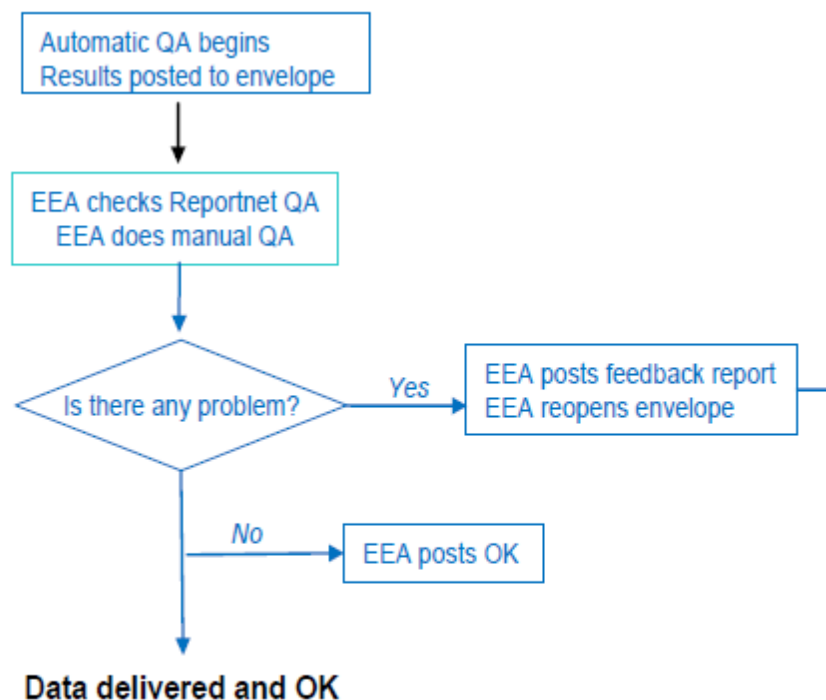 Automatic QA begins
Results posted to envelope
EEA checks Reportnet QA
EEA does manual QA
Is there any problem?
Yes
EEA posts feedback report
EEA reopens envelope
No
EEA posts OK
Data delivered and OK